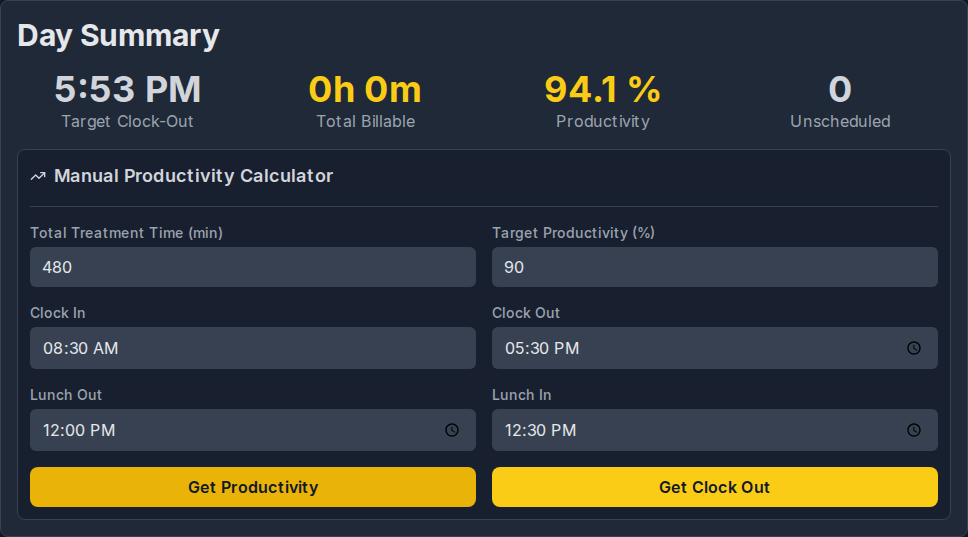 Day Summary
5:53 PM
Target Clock-Out
0h 0m
Total Billable
94.1 %
Productivity
0
Unscheduled
Manual Productivity Calculator
Total Treatment Time (min)
480
Target Productivity (%)
90
Clock In
08:30 AM
Clock Out
05:30 PM
Lunch Out
12:00 PM
Lunch In
12:30 PM
Get Productivity
Get Clock Out